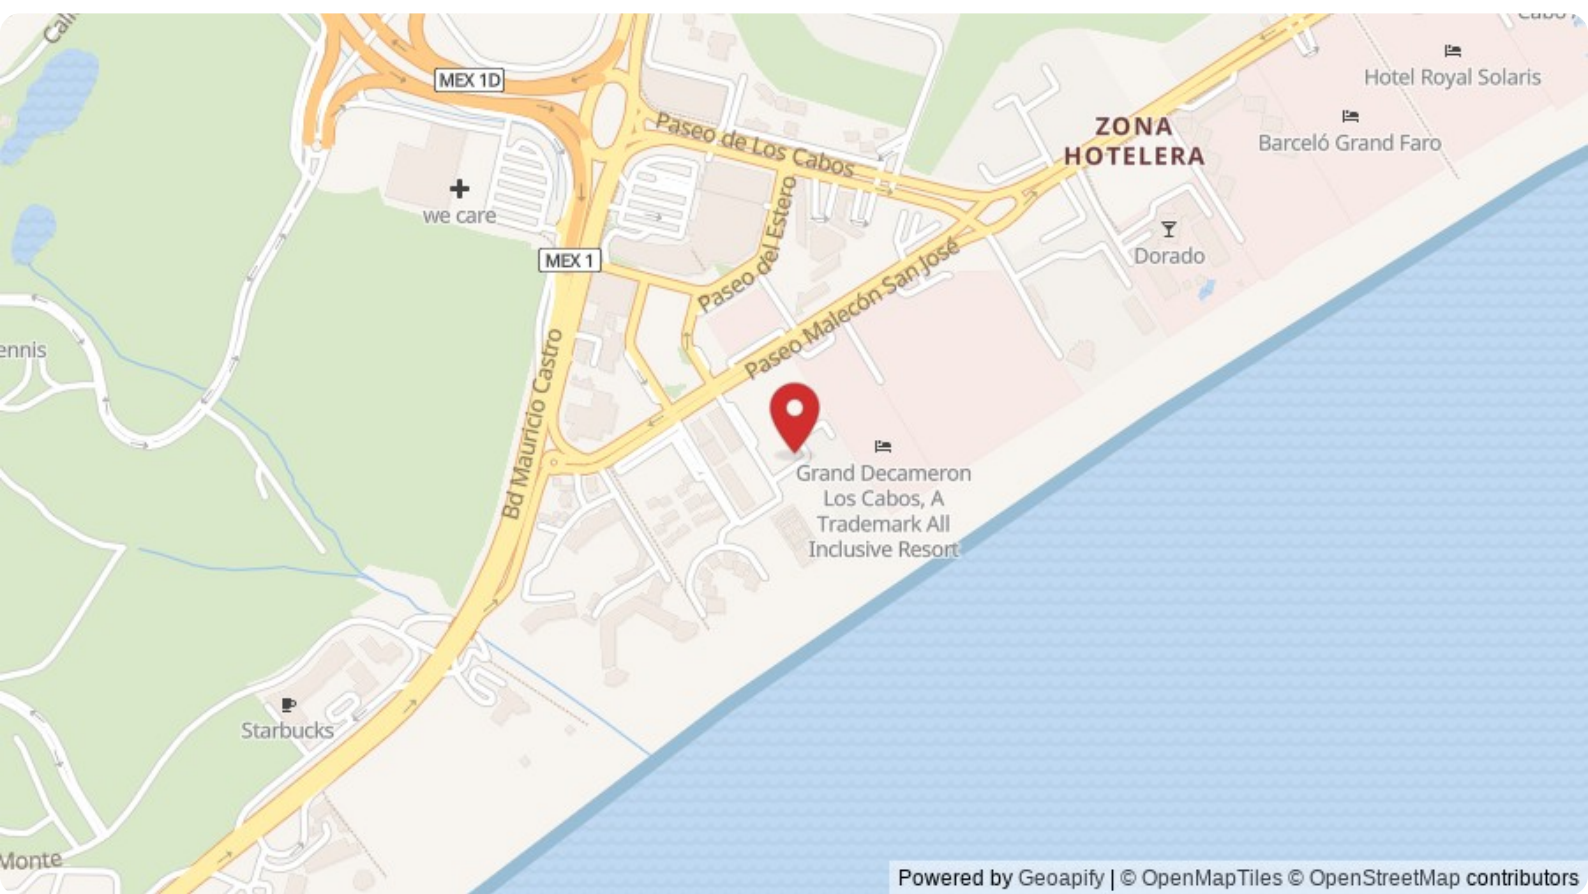 Cabo
Calle
MEX 1D
Hotel Royal Solaris
Paseo de Los Cabos
ZONA
HOTELERA
Barceló Grand Faro
we care
Paseo del Estero
Dorado
MEX 1
Paseo Malecón San José
ennis
Bd Mauricio Castro
Grand Decameron
Los Cabos, A
Trademark All
Inclusive Resort
Starbucks
Monte
Powered by Geoapify | © OpenMapTiles © OpenStreetMap contributors